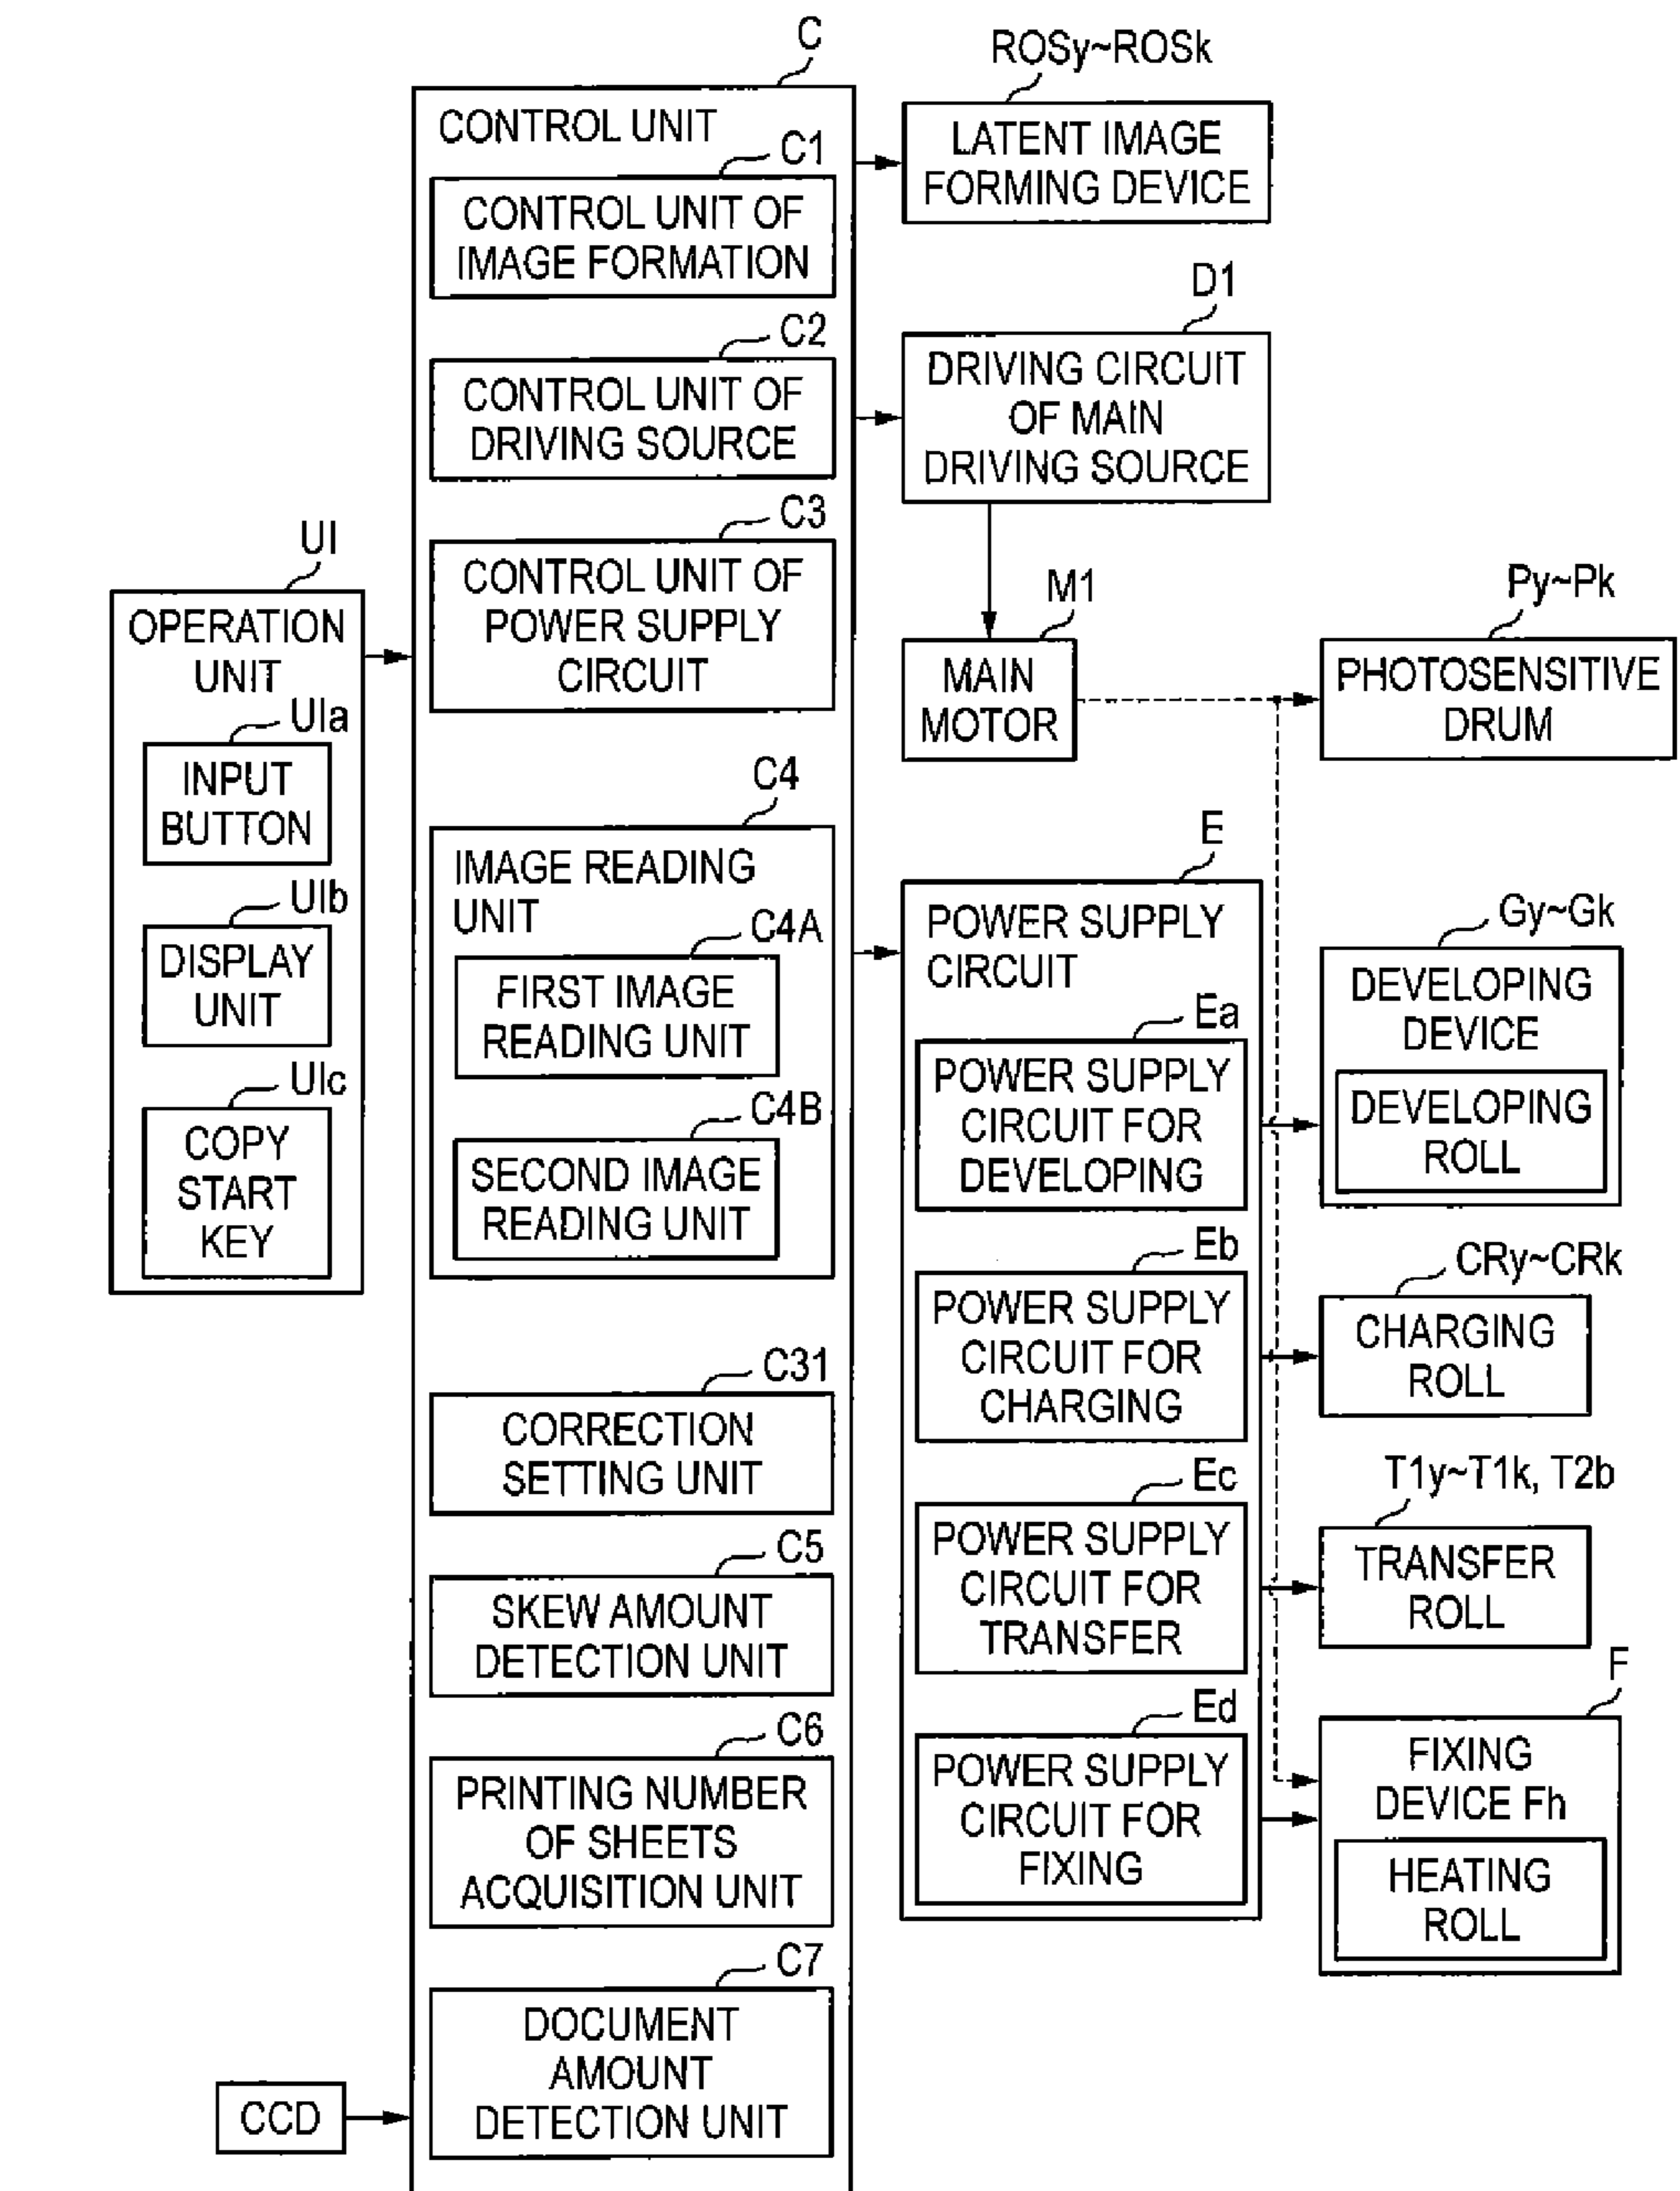 C
ROSy~ROSk
CONTROL UNIT
C1
LATENT IMAGE
FORMING DEVICE
CONTROL UNIT OF
IMAGE FORMATION
D1
C2
DRIVING CIRCUIT
OF MAIN
DRIVING SOURCE
CONTROL UNIT OF
DRIVING SOURCE
C3
CONTROL UNIT OF
POWER SUPPLY
CIRCUIT
UI
OPERATION
UNIT
UIa
INPUT
BUTTON
UIb
DISPLAY
UNIT
UIc
COPY
START
KEY
M1
MAIN
MOTOR
Py~Pk
PHOTOSENSITIVE
DRUM
C4
IMAGE READING
UNIT
C4A
FIRST IMAGE
READING UNIT
C4B
SECOND IMAGE
READING UNIT
E
POWER SUPPLY
CIRCUIT
Ea
POWER SUPPLY
CIRCUIT FOR
DEVELOPING
Gy~Gk
DEVELOPING
DEVICE
DEVELOPING
ROLL
Eb
POWER SUPPLY
CIRCUIT FOR
CHARGING
CRy~CRk
CHARGING
ROLL
C31
CORRECTION
SETTING UNIT
Ec
POWER SUPPLY
CIRCUIT FOR
TRANSFER
T1y~T1k, T2b
TRANSFER
ROLL
C5
SKEW AMOUNT
DETECTION UNIT
Ed
POWER SUPPLY
CIRCUIT FOR
FIXING
F
FIXING
DEVICE Fh
HEATING
ROLL
C6
PRINTING NUMBER
OF SHEETS
ACQUISITION UNIT
C7
DOCUMENT
AMOUNT
DETECTION UNIT
CCD